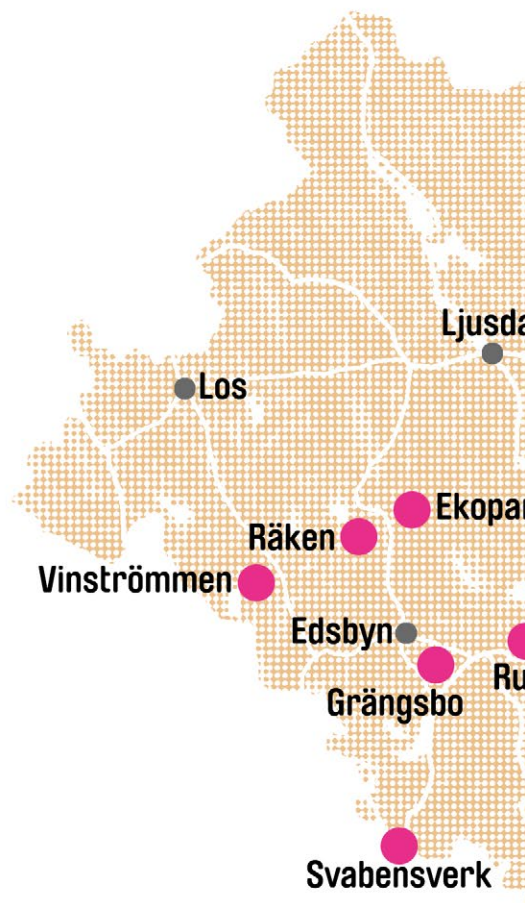 Ljusda
Los
Ekopar
Räken
Vinströmmen
Edsbyn
Ru
Grängsbo
Svabensverk